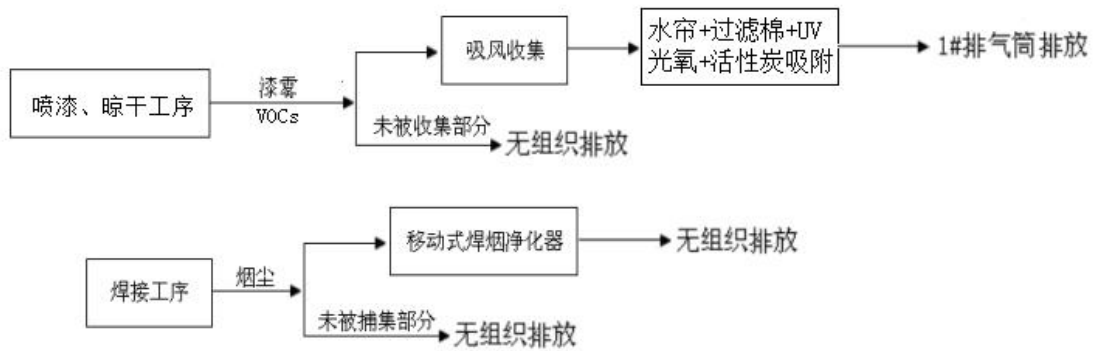 吸风收集
水帘+过滤棉+UV
光氧+活性炭吸附
1#排气筒排放
喷漆、晾干工序
漆雾
VOCs
未被收集部分
无组织排放
移动式焊烟净化器
无组织排放
焊接工序
烟尘
未被捕集部分
无组织排放